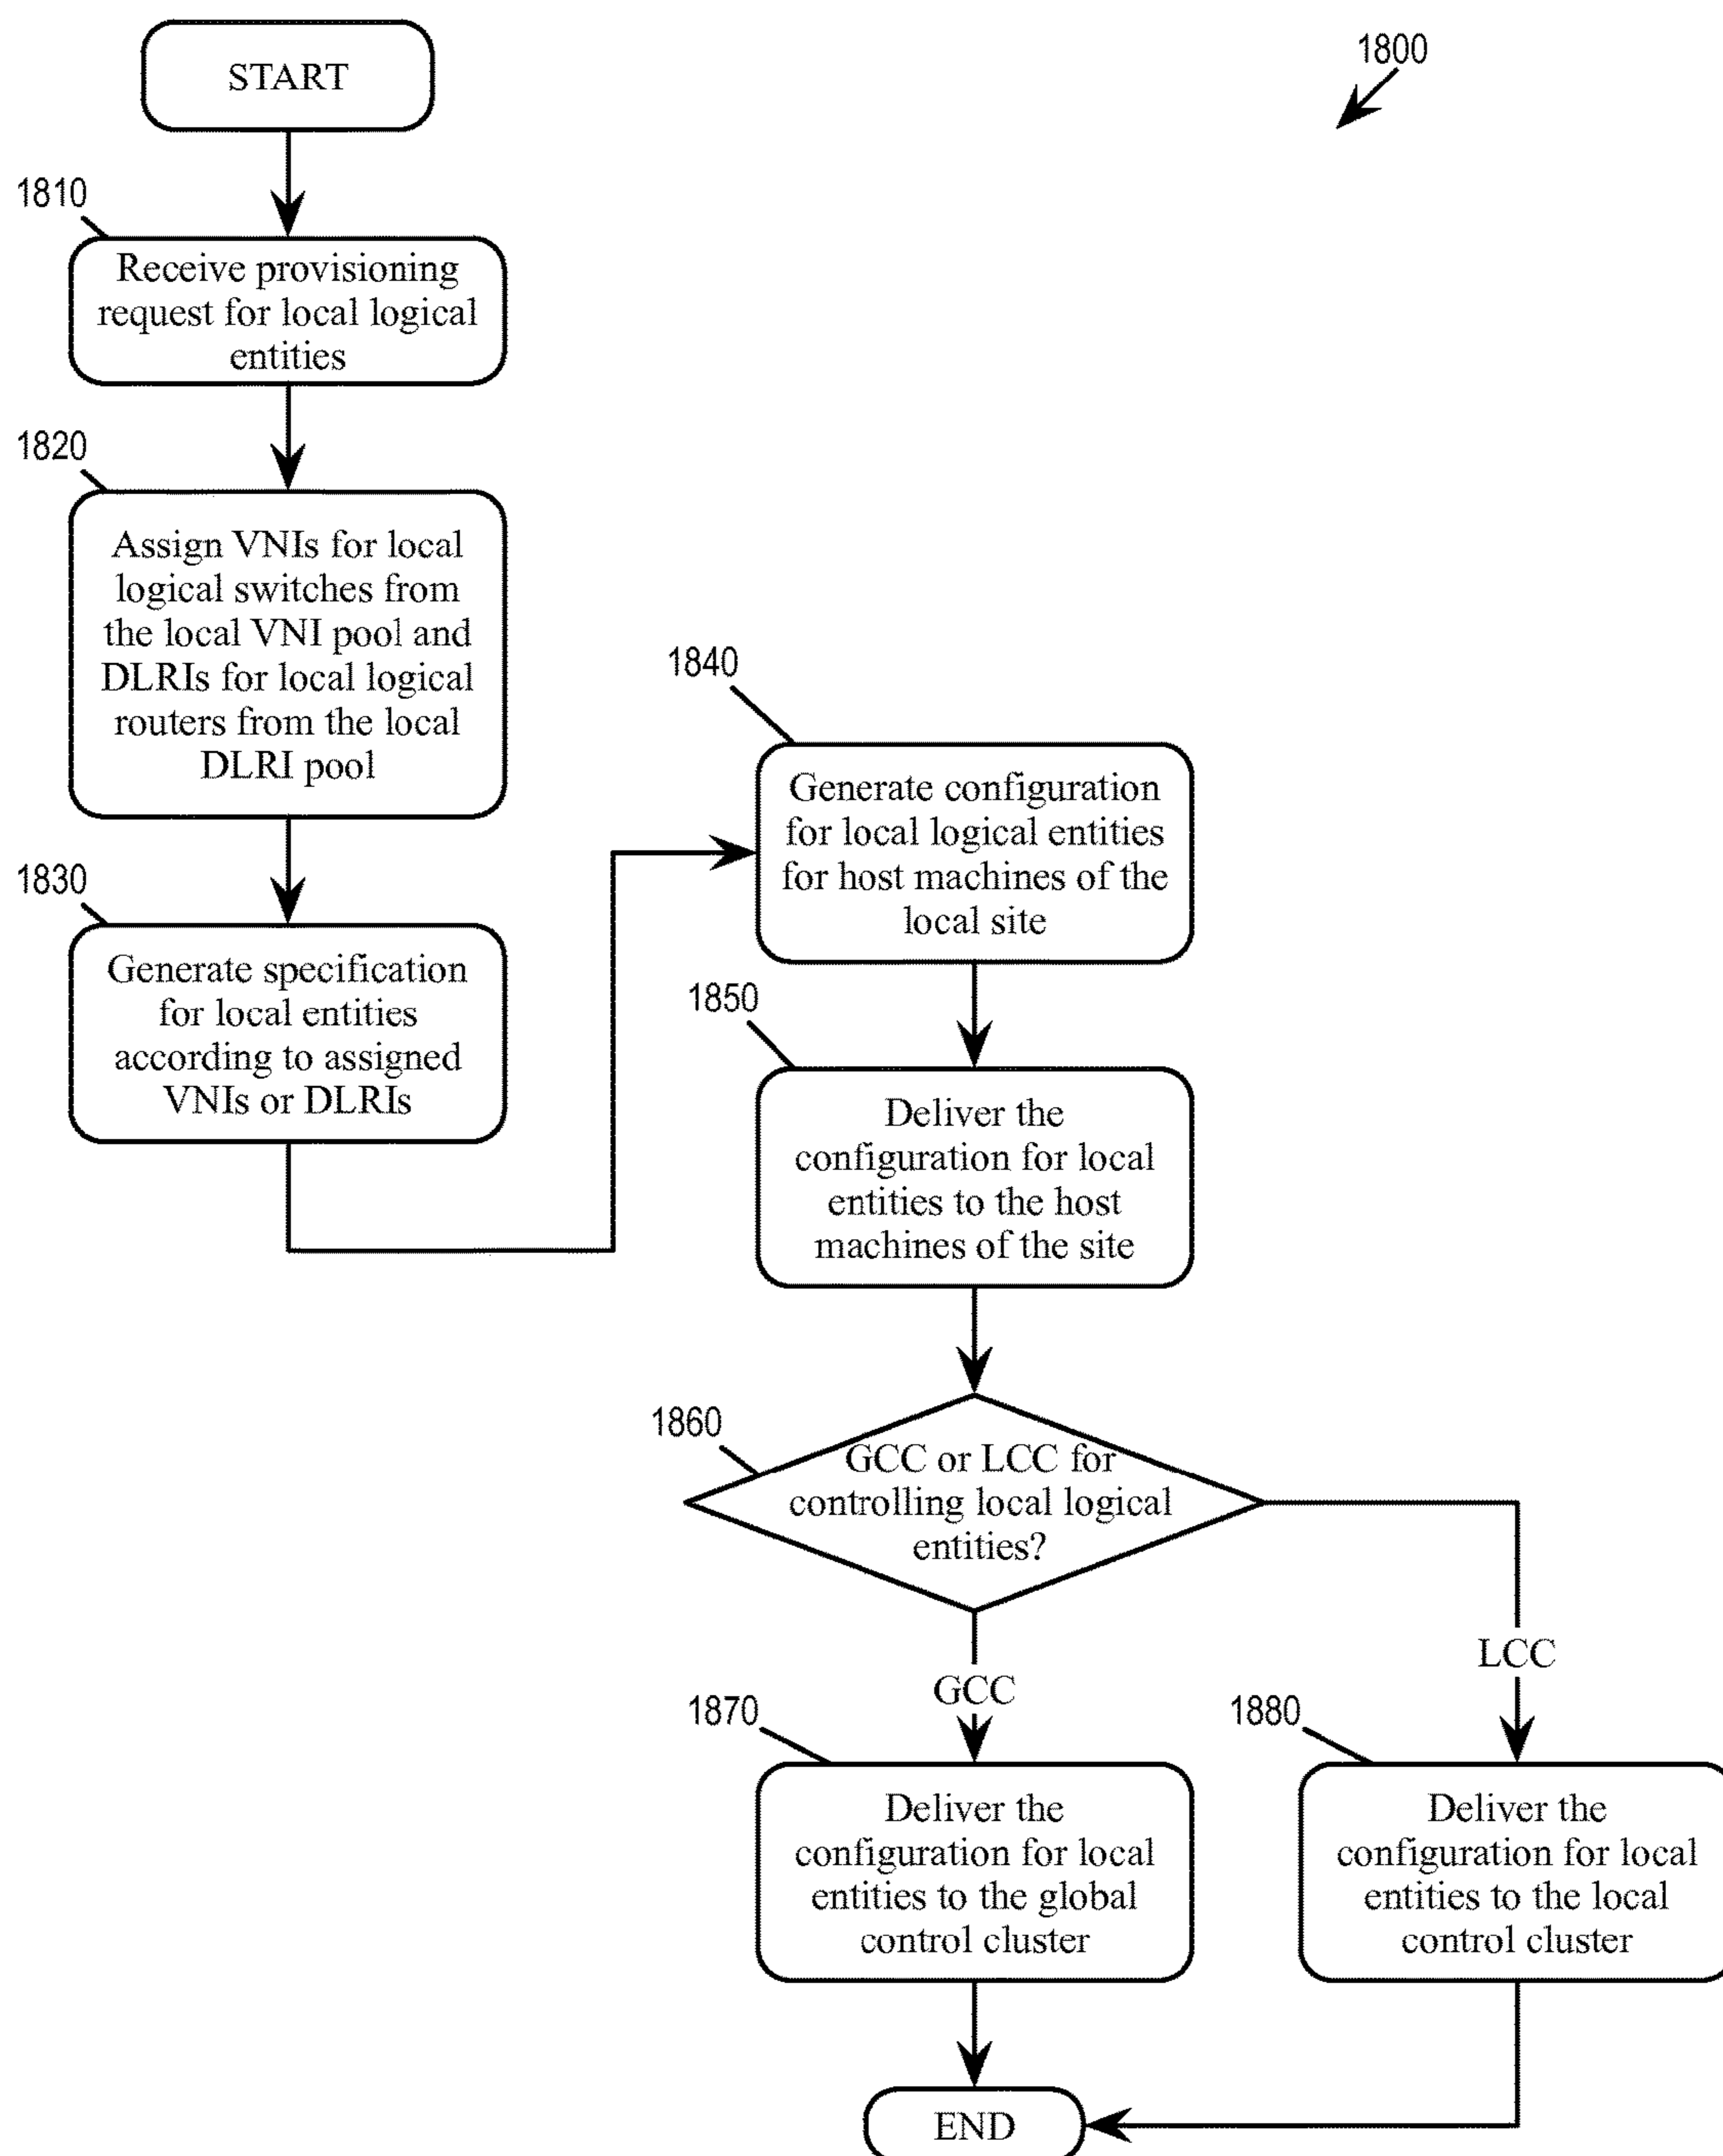 START
1800
1810
Receive provisioning
request for local logical
entities
1820
Assign VNIs for local
logical switches from
the local VNI pool and
DLRIs for local logical
routers from the local
DLRI pool
1830
Generate specification
for local entities
according to assigned
VNIs or DLRIs
1840
Generate configuration
for local logical entities
for host machines of the
local site
1850
Deliver the
configuration for local
entities to the host
machines of the site
1860
GCC or LCC for
controlling local logical
entities?
GCC
LCC
1870
Deliver the
configuration for local
entities to the global
control cluster
1880
Deliver the
configuration for local
entities to the local
control cluster
END